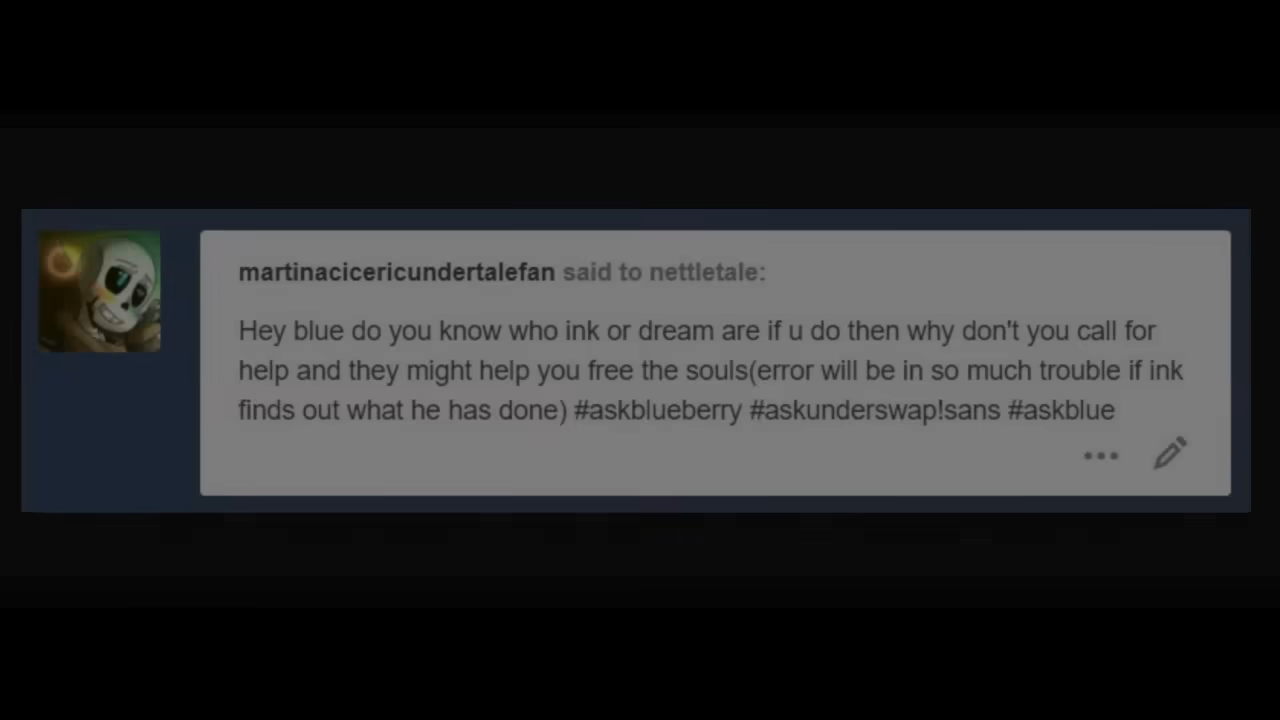 martinacicericundertalefan said to nettletale:
Hey blue do you know who ink or dream are if u do then why don't you call for
help and they might help you free the souls(error will be in so much trouble if ink
finds out what he has done) #askblueberry #askunderswap!sans #askblue